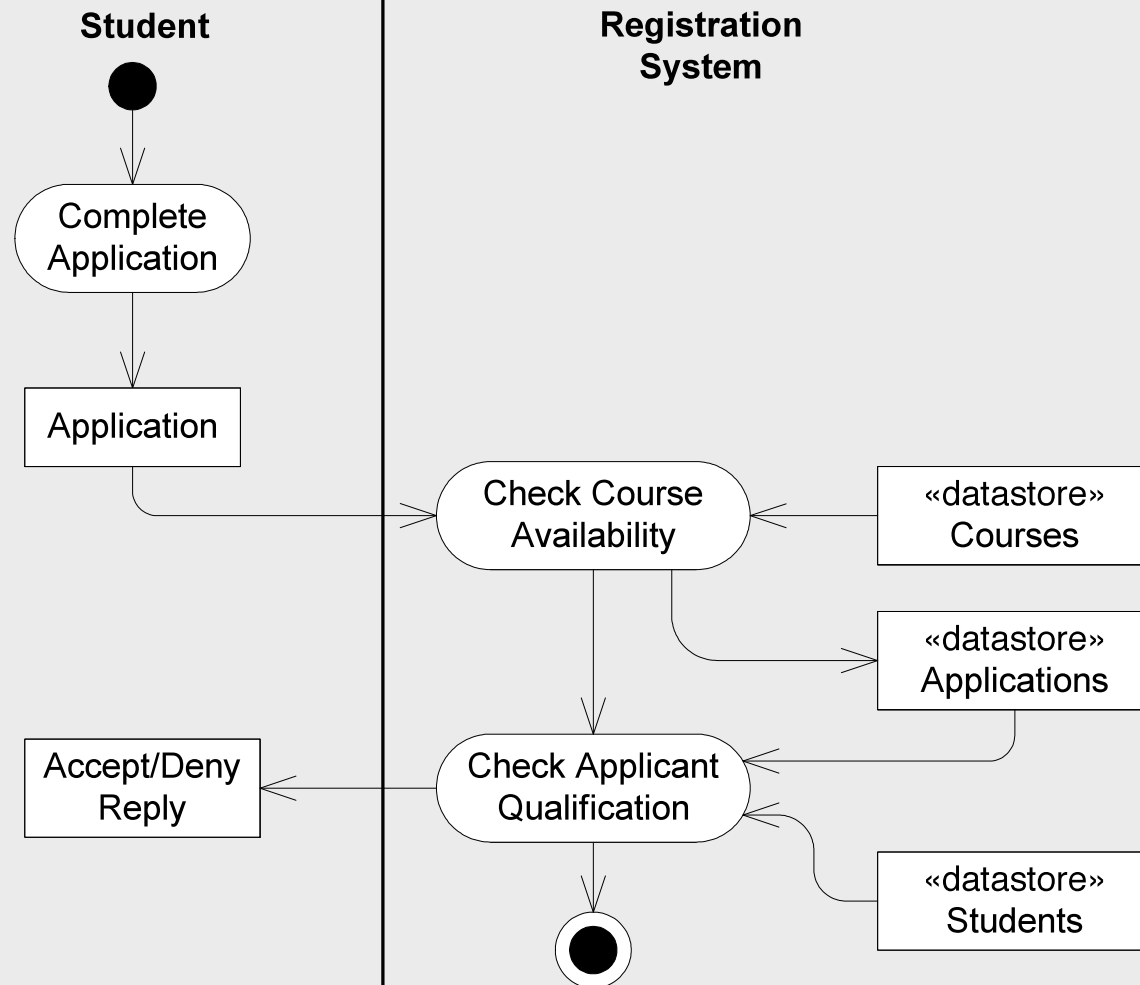 Student
Registration
System
Complete
Application
Application
Check Course
Availability
«datastore»
Courses
«datastore»
Applications
Accept/Deny
Reply
Check Applicant
Qualification
«datastore»
Students